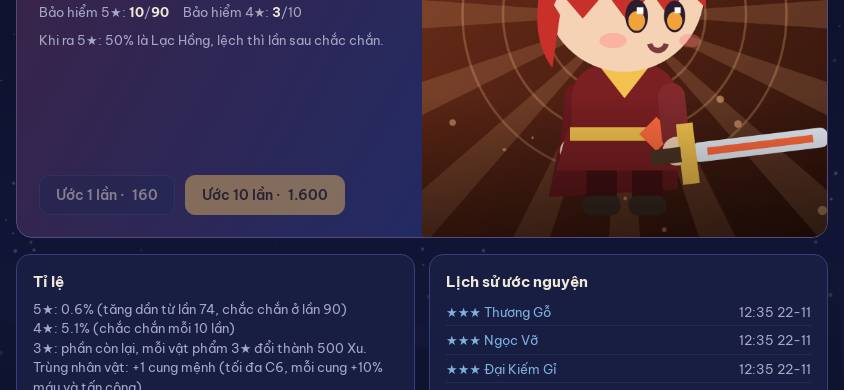 Bảo hiểm 5★: 10/90 Bảo hiểm 4★: 3/10
Khi ra 5★: 50% là Lạc Hồng, lệch thì lần sau chắc chắn.
Ước 1 lần · 160 Ước 10 lần · 1.600
Tỉ lệ
5★: 0.6% (tăng dần từ lần 74, chắc chắn ở lần 90)
4★: 5.1% (chắc chắn mỗi 10 lần)
3★: phần còn lại, mỗi vật phẩm 3★ đổi thành 500 Xu.
Trùng nhân vật: +1 cung mệnh (tối đa C6, mỗi cung +10%
máu và tấn công)
Lịch sử ước nguyện
★★★ Thương Gỗ 12:35 22-11
★★★ Ngọc Vỡ 12:35 22-11
★★★ Đại Kiếm Gỉ 12:35 22-11